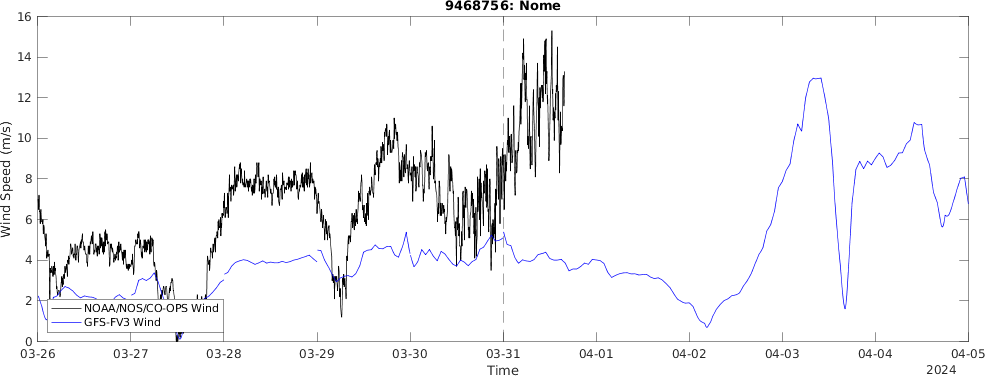 9468756: Nome
16
14
12
10
8
6
4
2
0
Wind Speed (m/s)
NOAA/NOS/CO-OPS Wind
GFS-FV3 Wind
03-26 03-27 03-28 03-29 03-30 03-31 04-01 04-02 04-03 04-04 04-05
Time
2024